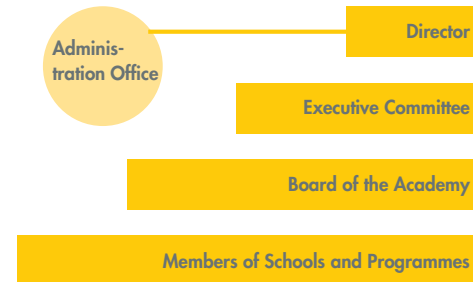 Director
Adminis-
tration Office
Executive Committee
Board of the Academy
Members of Schools and Programmes